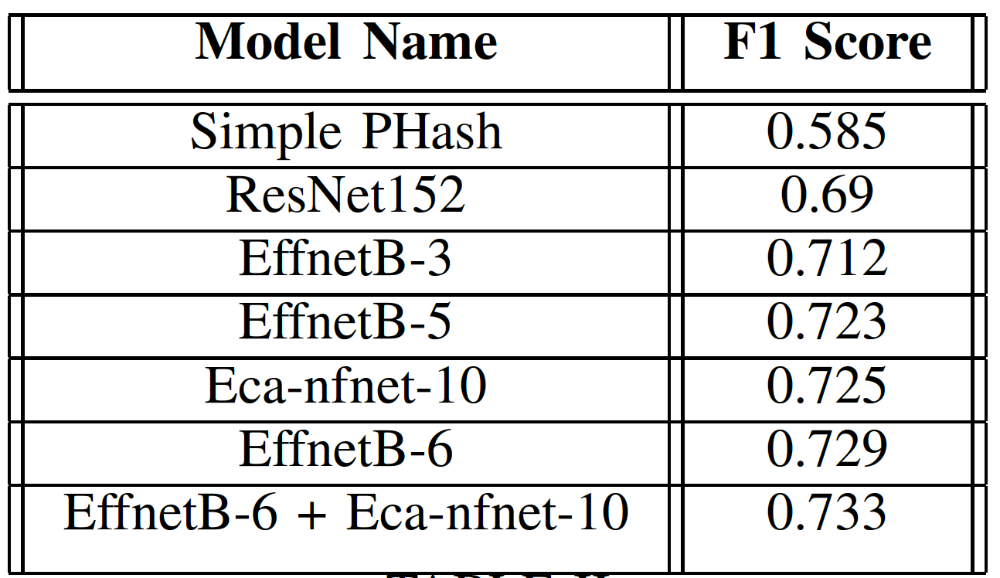 Model Name F1 Score
Simple PHash 0.585
ResNet152 0.69
EffnetB-3 0.712
EffnetB-5 0.723
Eca-nfnet-10 0.725
EffnetB-6 0.729
EffnetB-6 + Eca-nfnet-10 0.733